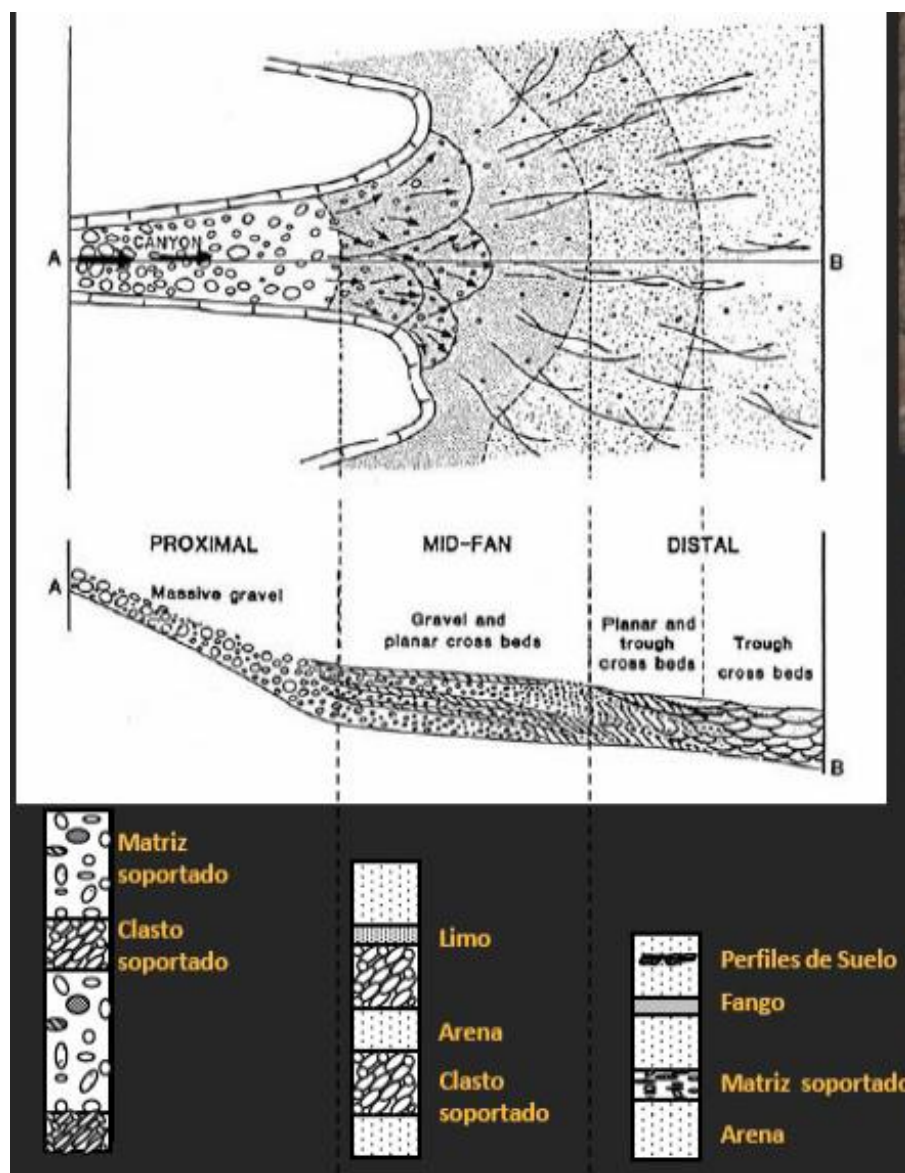 CANYON
A
B
PROXIMAL
MID-FAN
DISTAL
A
Massive gravel
Gravel and
planar cross beds
Planar and
trough
cross beds
Trough
cross beds
B
Matriz
soportado
Clasto
soportado
Limo
Arena
Clasto
soportado
Perfiles de Suelo
Fango
Matriz soportado
Arena